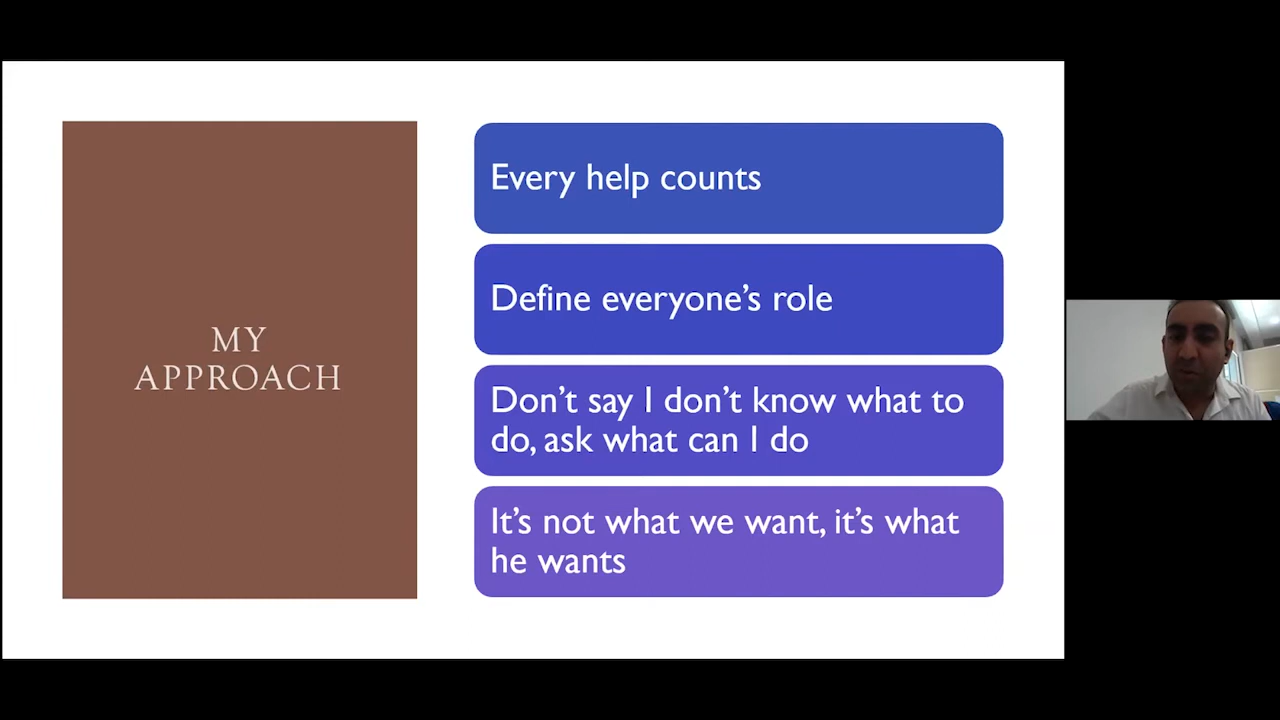 MY
APPROACH
Every help counts
Define everyone’s role
Don’t say I don’t know what to
do, ask what can I do
It’s not what we want, it’s what
he wants